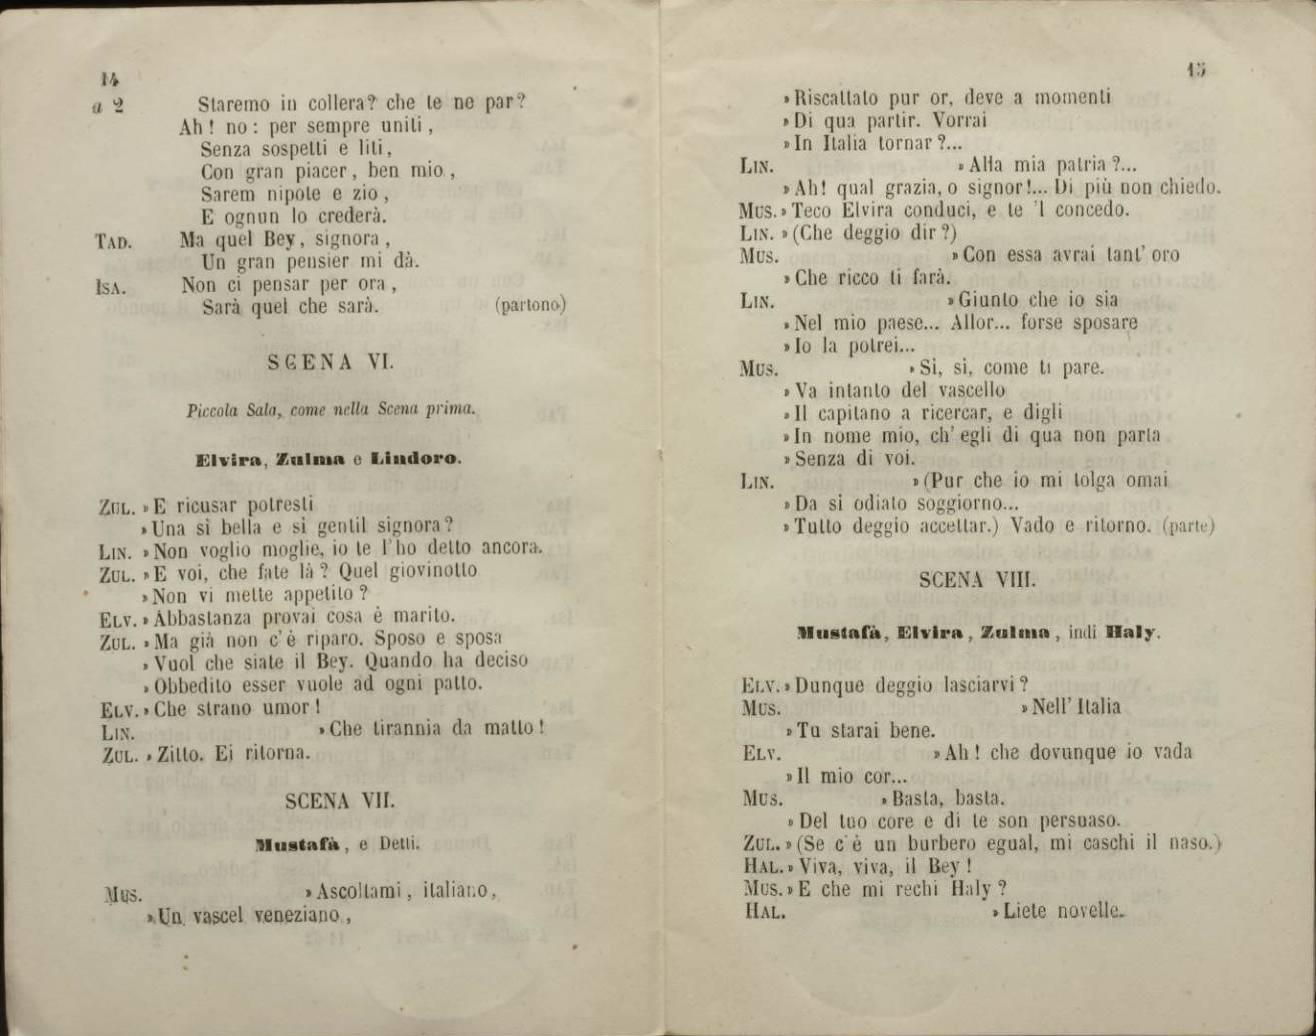 14
a 2 Staremo in collera? che te ne par?
Ah! no: per sempre uniti,
Senza sospetti e liti,
Con gran piacer, ben mio,
Sarem nipote e zio,
E ognun lo crederà.
TAD. Ma quel Bey, signora,
Un gran pensier mi dà.
ISA. Non ci pensar per ora,
Sarà quel che sarà. (partono)
SCENA VI.
Piccola Sala, come nella Scena prima.
Elvira, Zulma e Lindoro.
ZUL. » E ricusar potresti
» Una sì bella e sì gentil signora?
LIN. » Non voglio moglie, io te l'ho detto ancora.
ZUL. » E voi, che fate là? Quel giovinotto
» Non vi mette appetito?
ELV. » Abbastanza provai cosa è marito.
ZUL. » Ma già non c'è riparo. Sposo e sposa
» Vuol che siate il Bey. Quando ha deciso
» Obbedito esser vuole ad ogni patto.
ELV. » Che strano umor!
LIN. » Che tirannia da matto!
ZUL. » Zitto. Ei ritorna.
SCENA VII.
Mustafà, e Detti.
MUS. » Ascoltami, italiano,
» Un vascel veneziano,
15
» Riscattato pur or, deve a momenti
» Di qua partir. Vorrai
» In Italia tornar?...
LIN. » Alla mia patria?...
» Ah! qual grazia, o signor!... Di più non chiedo.
MUS. » Teco Elvira conduci, e te 'l concedo.
LIN. » (Che deggio dir?)
MUS. » Con essa avrai tant' oro
» Che ricco ti farà.
LIN. » Giunto che io sia
» Nel mio paese... Allor... forse sposare
» Io la potrei...
MUS. » Si, si, come ti pare.
» Va intanto del vascello
» Il capitano a ricercar, e digli
» In nome mio, ch' egli di qua non parta
» Senza di voi.
LIN. » (Pur che io mi tolga omai
» Da sì odiato soggiorno...
» Tutto deggio accettar.) Vado e ritorno. (parte)
SCENA VIII.
Mustafà, Elvira, Zulma, indi Haly.
ELV. » Dunque deggio lasciarvi?
MUS. » Nell' Italia
» Tu starai bene.
ELV. » Ah! che dovunque io vada
» Il mio cor...
MUS. » Basta, basta.
» Del tuo core e di te son persuaso.
ZUL. » (Se c'è un burbero egual, mi caschi il naso.)
HAL. » Viva, viva, il Bey!
MUS. » E che mi rechi Haly?
HAL. » Liete novelle.